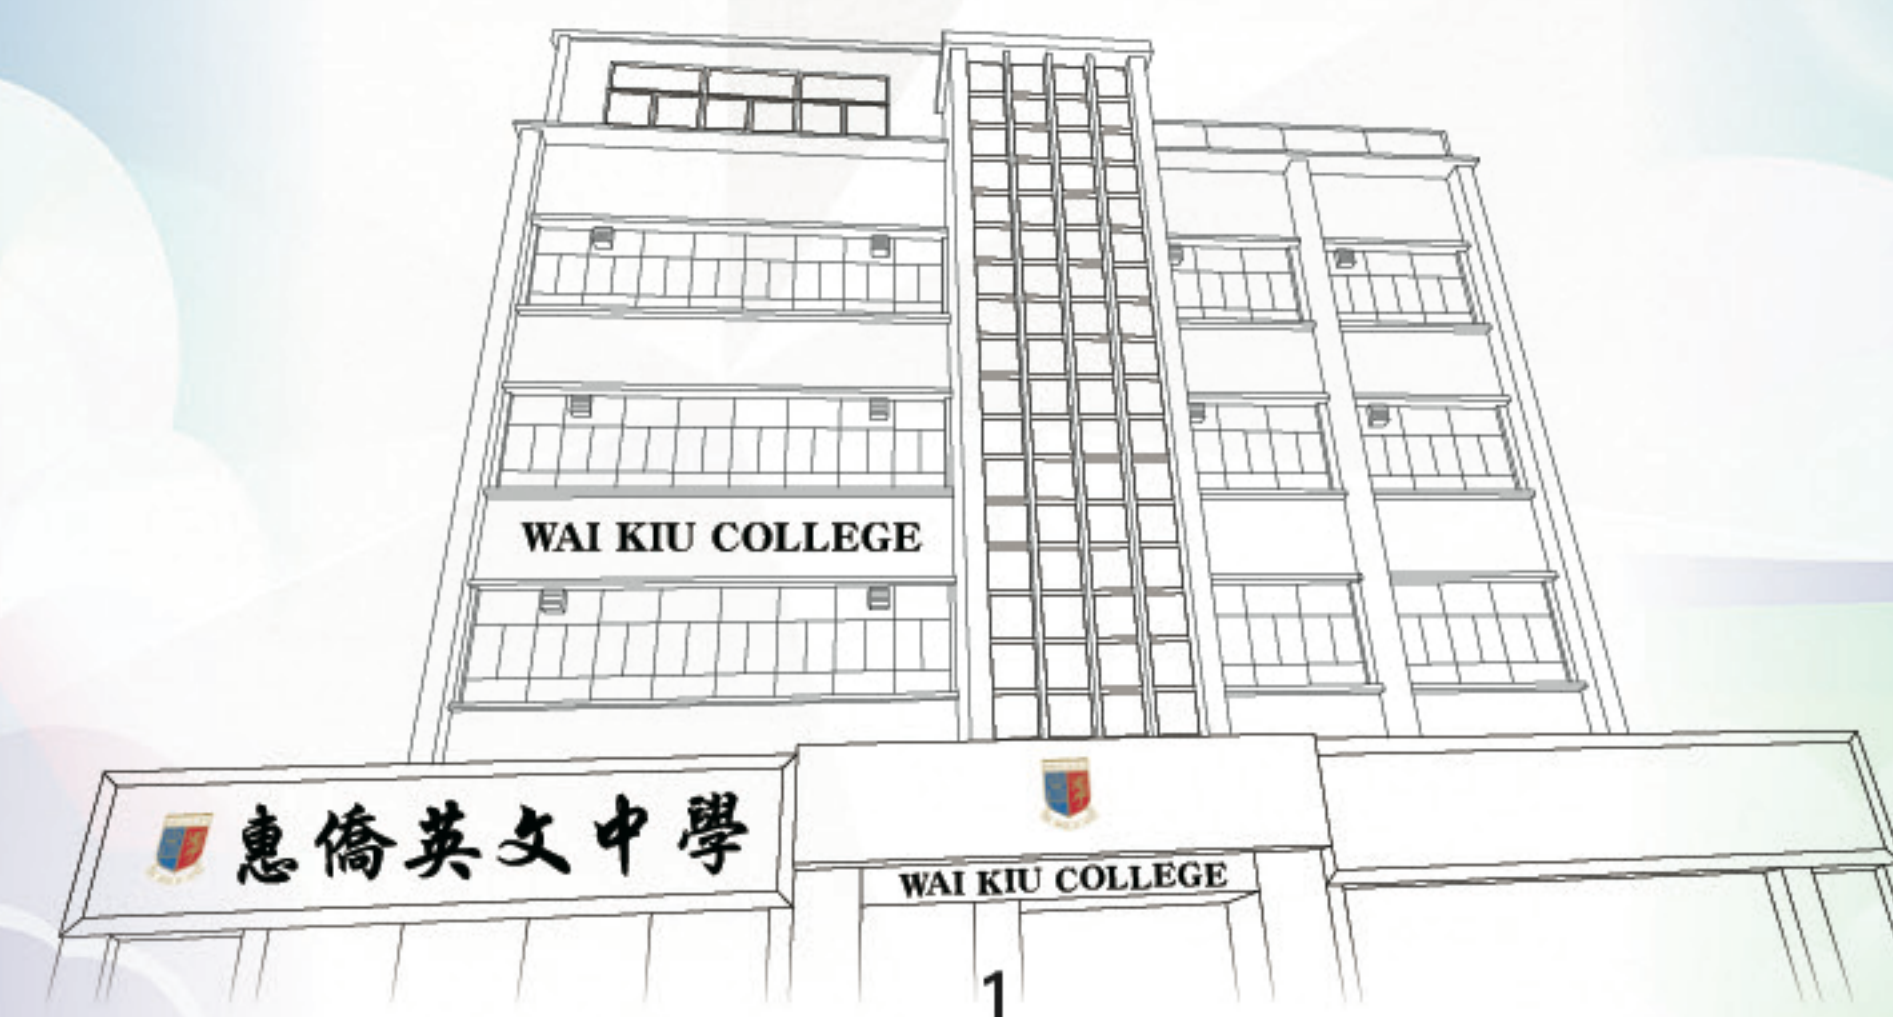 WAI KIU COLLEGE
惠僑英文中學
WAI KIU COLLEGE
1